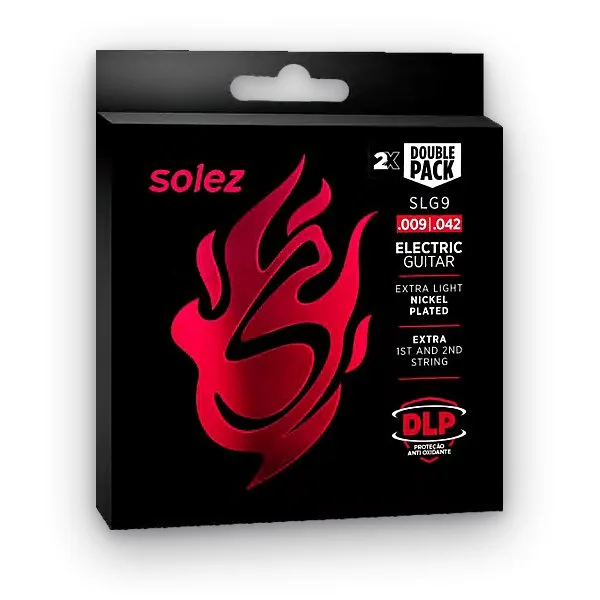 solez
2X DOUBLE
PACK
SLG9
.009|.042
ELECTRIC
GUITAR
EXTRA LIGHT
NICKEL
PLATED
EXTRA
1ST AND 2ND
STRING
DLP
PROTEÇÃO
ANTI OXIDANTE